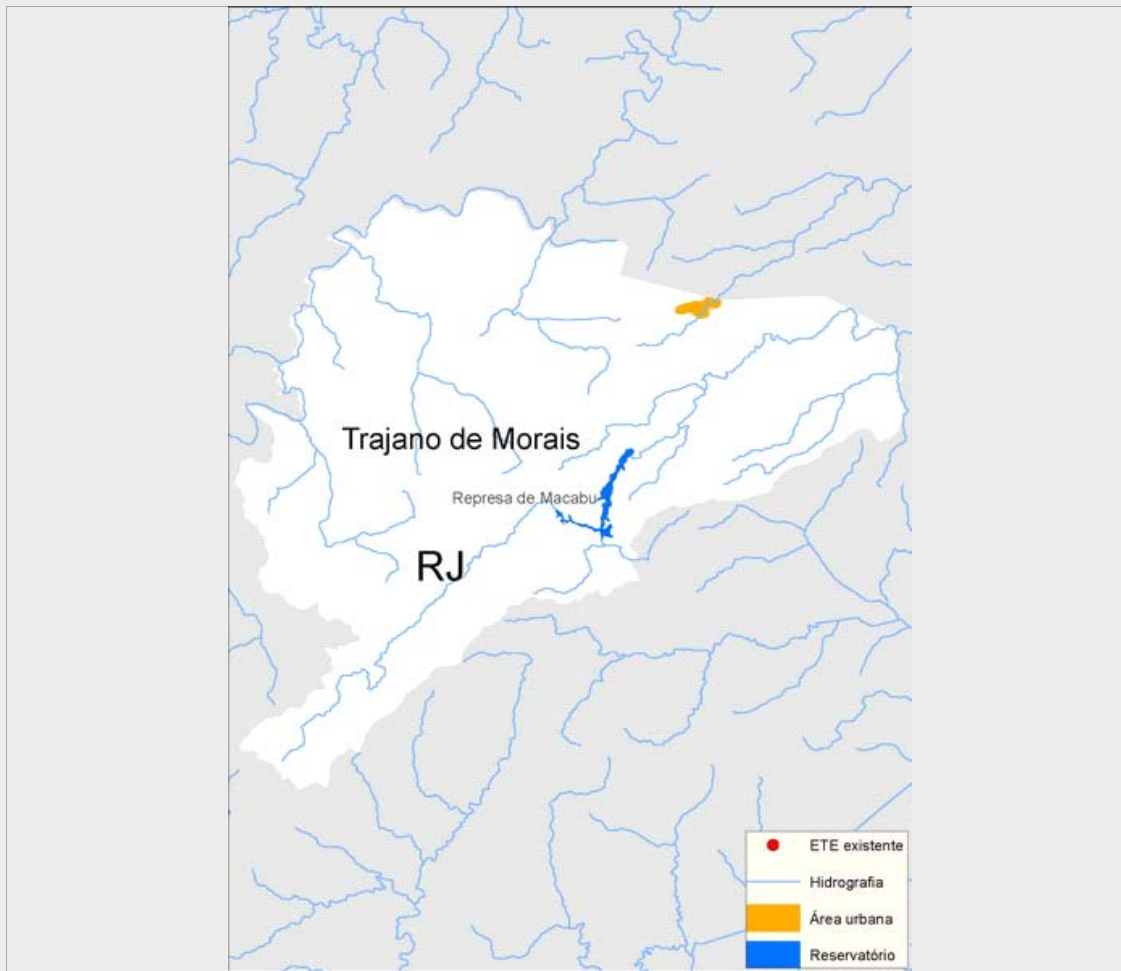 Trajano de Morais
Represa de Macabu
RJ
ETE existente
Hidrografia
Área urbana
Reservatório